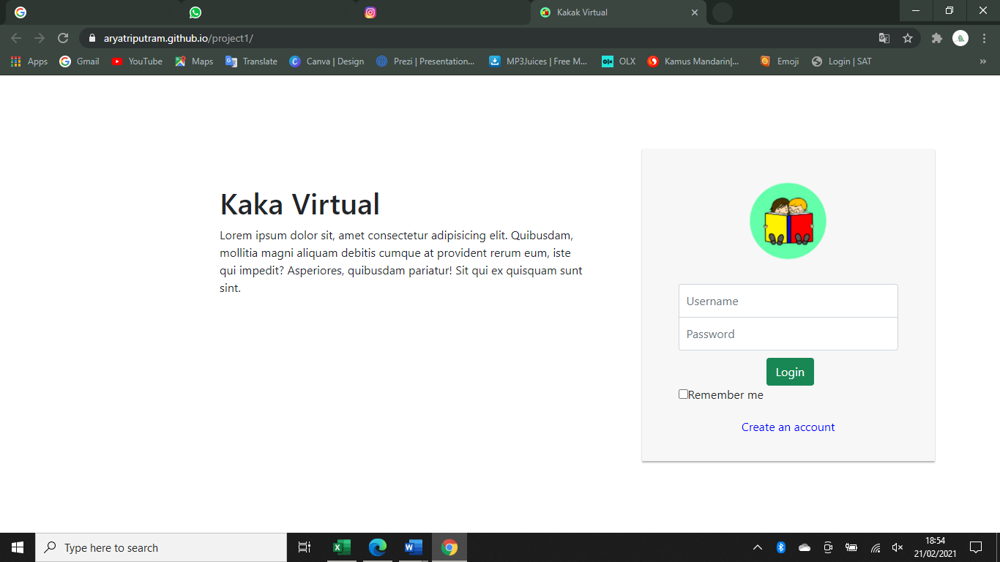 Kakak Virtual
aryatriputram.github.io/project1/
Apps Gmail YouTube Maps Translate Canva | Design Prezi | Presentation... MP3Juices | Free M... OLX Kamus Mandarin|... Emoji Login | SAT »
Kaka Virtual
Lorem ipsum dolor sit, amet consectetur adipisicing elit. Quibusdam,
mollitia magni aliquam debitis cumque at provident rerum eum, iste
qui impedit? Asperiores, quibusdam pariatur! Sit qui ex quisquam sunt
sint.
Username
Password
Login
Remember me
Create an account
Type here to search
18:54
21/02/2021